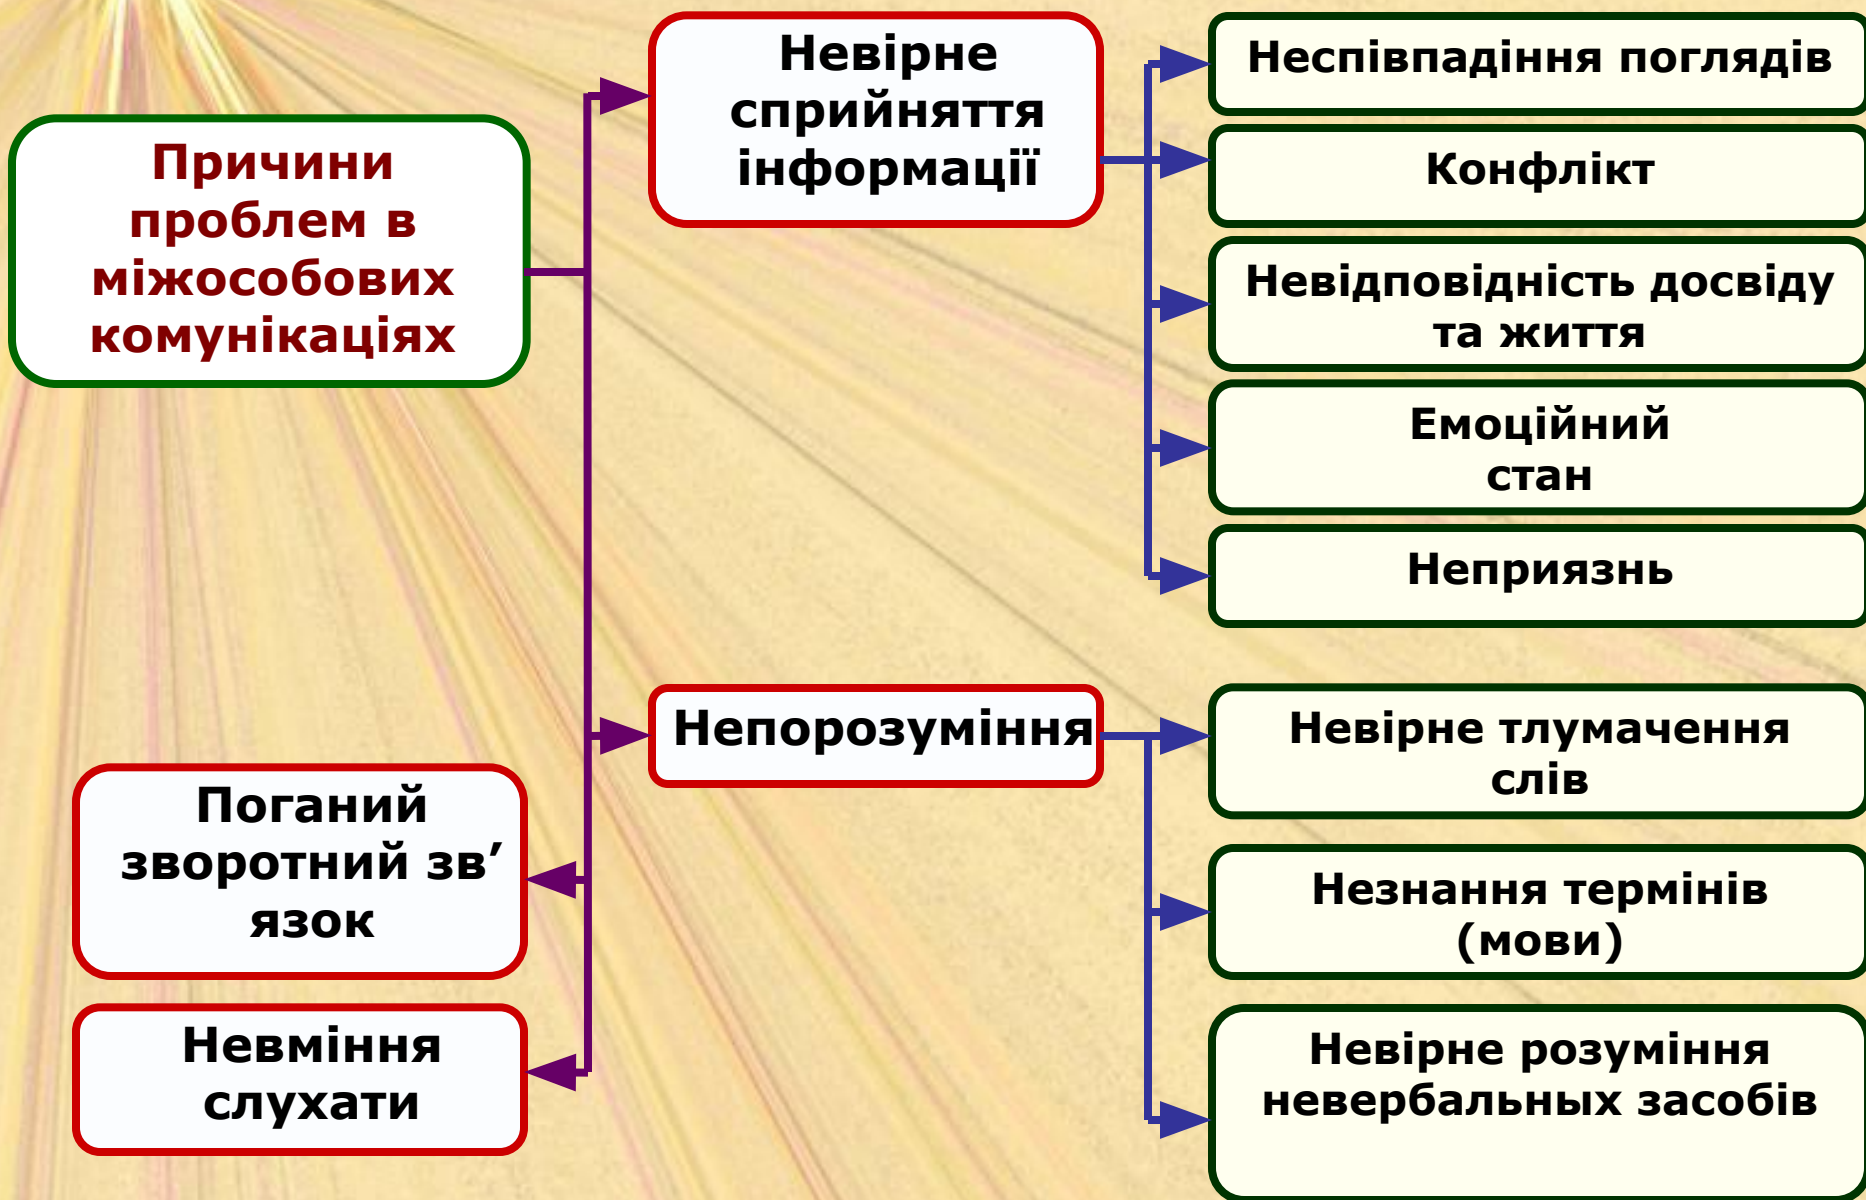 Причини
проблем в
міжособових
комунікаціях
Невірне
сприйняття
інформації
Неспівпадіння поглядів
Конфлікт
Невідповідність досвіду
та життя
Емоційний
стан
Неприязнь
Непорозуміння
Невірне тлумачення
слів
Незнання термінів
(мови)
Невірне розуміння
невербальных засобів
Поганий
зворотний зв’
язок
Невміння
слухати